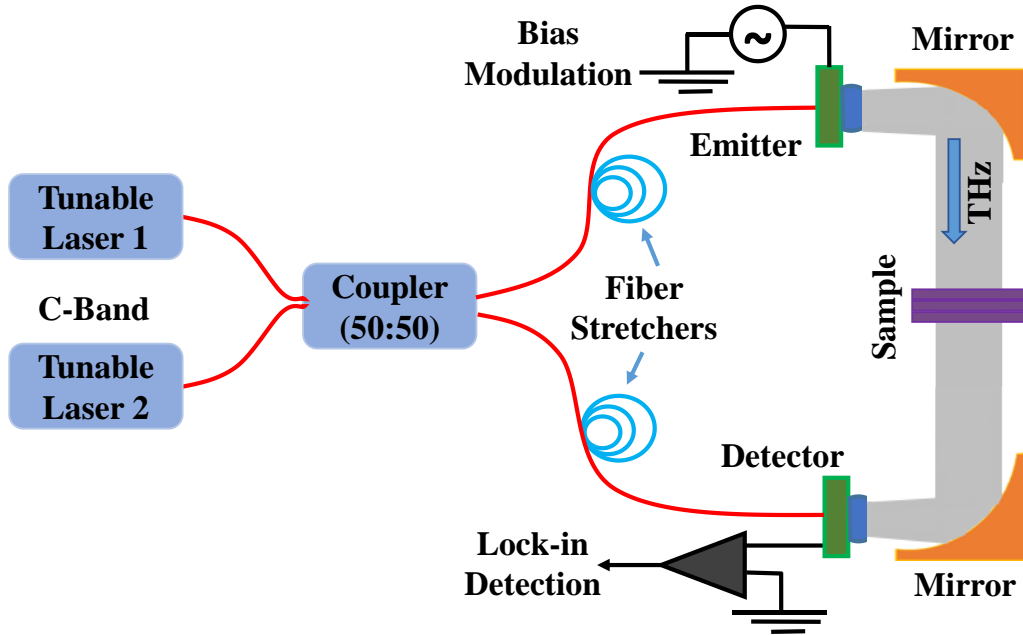 Bias
Modulation
~
Mirror
Emitter
THz
Tunable
Laser 1
C-Band
Tunable
Laser 2
Coupler
(50:50)
Fiber
Stretchers
Sample
Detector
Lock-in
Detection
Mirror